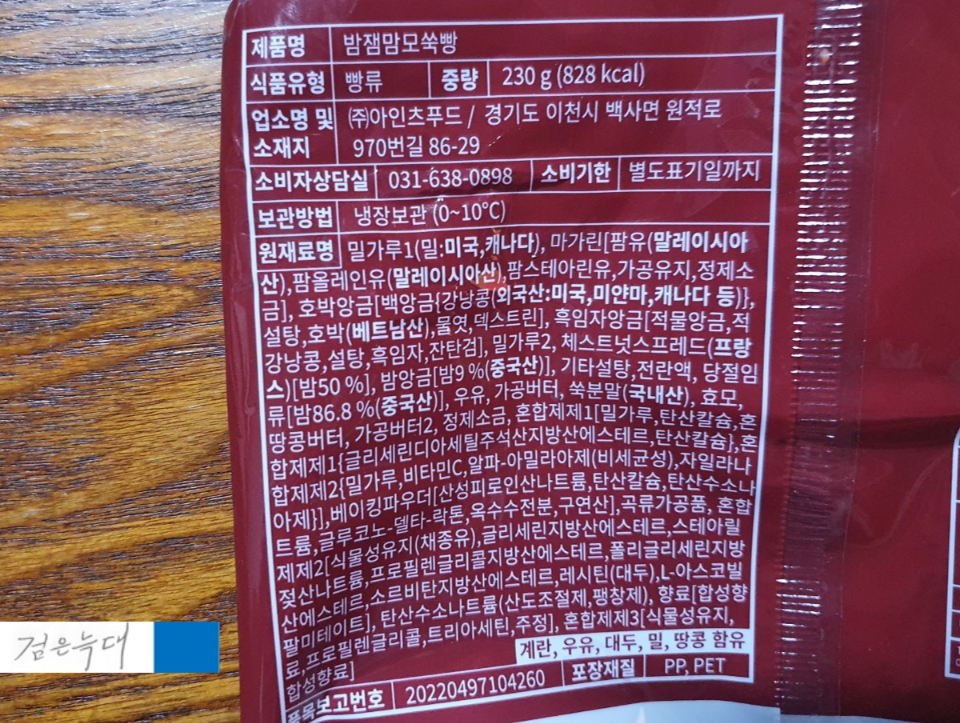 제품명 밤잼맘모쑥빵
식품유형 빵류 중량 230 g (828 kcal)
업소명 및 ㈜아인츠푸드 / 경기도 이천시 백사면 원적로
소재지 970번길 86-29
소비자상담실 031-638-0898 소비기한 별도표기일까지
보관방법 냉장보관 (0~10℃)
원재료명 밀가루1(밀:미국,캐나다), 마가린[팜유(말레이시아
산),팜올레인유(말레이시아산),팜스테아린유,가공유지,정제소
금], 호박앙금[백앙금{강낭콩(외국산:미국,미얀마,캐나다 등)},
설탕,호박(베트남산),물엿,덱스트린], 흑임자앙금[적물앙금,적
강낭콩,설탕,흑임자,잔탄검], 밀가루2, 체스트넛스프레드(프랑
스)[밤50 %], 밤앙금[밤9 %(중국산)], 기타설탕,전란액, 당절임
류[밤86.8 %(중국산)], 우유, 가공버터, 쑥분말(국내산), 효모,
땅콩버터, 가공버터2, 정제소금, 혼합제제1[밀가루,탄산칼슘,혼
합제제1{글리세린디아세틸주석산지방산에스테르,탄산칼슘},혼
합제제2{밀가루,비타민C,알파-아밀라아제(비세균성),자일라나
아제}],베이킹파우더[산성피로인산나트륨,탄산칼슘,탄산수소나
트륨,글루코노-델타-락톤,옥수수전분,구연산],곡류가공품, 혼합
제제2[식물성유지(채종유),글리세린지방산에스테르,스테아릴
젖산나트륨,프로필렌글리콜지방산에스테르,폴리글리세린지방
산에스테르,소르비탄지방산에스테르,레시틴(대두),L-아스코빌
팔미테이트], 탄산수소나트륨(산도조절제,팽창제), 향료[합성향
료,프로필렌글리콜,트리아세틴,주정], 혼합제제3[식물성유지,
합성향료]
계란, 우유, 대두, 밀, 땅콩 함유
품목보고번호 20220497104260 포장재질 PP, PET
검은늑대